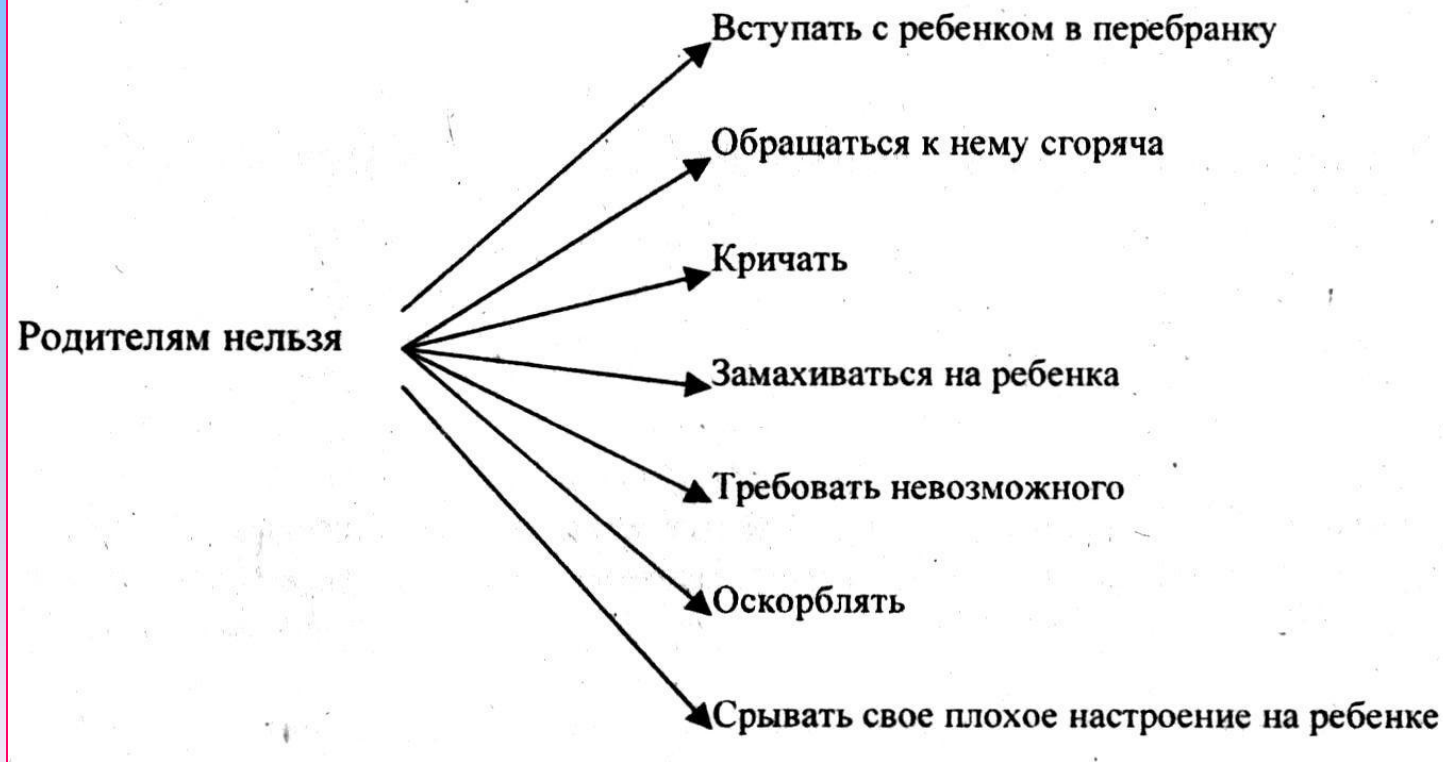 Вступать с ребенком в перебранку
Обращаться к нему сгоряча
Кричать
Родителям нельзя
Замахиваться на ребенка
Требовать невозможного
Оскорблять
Срывать свое плохое настроение на ребенке